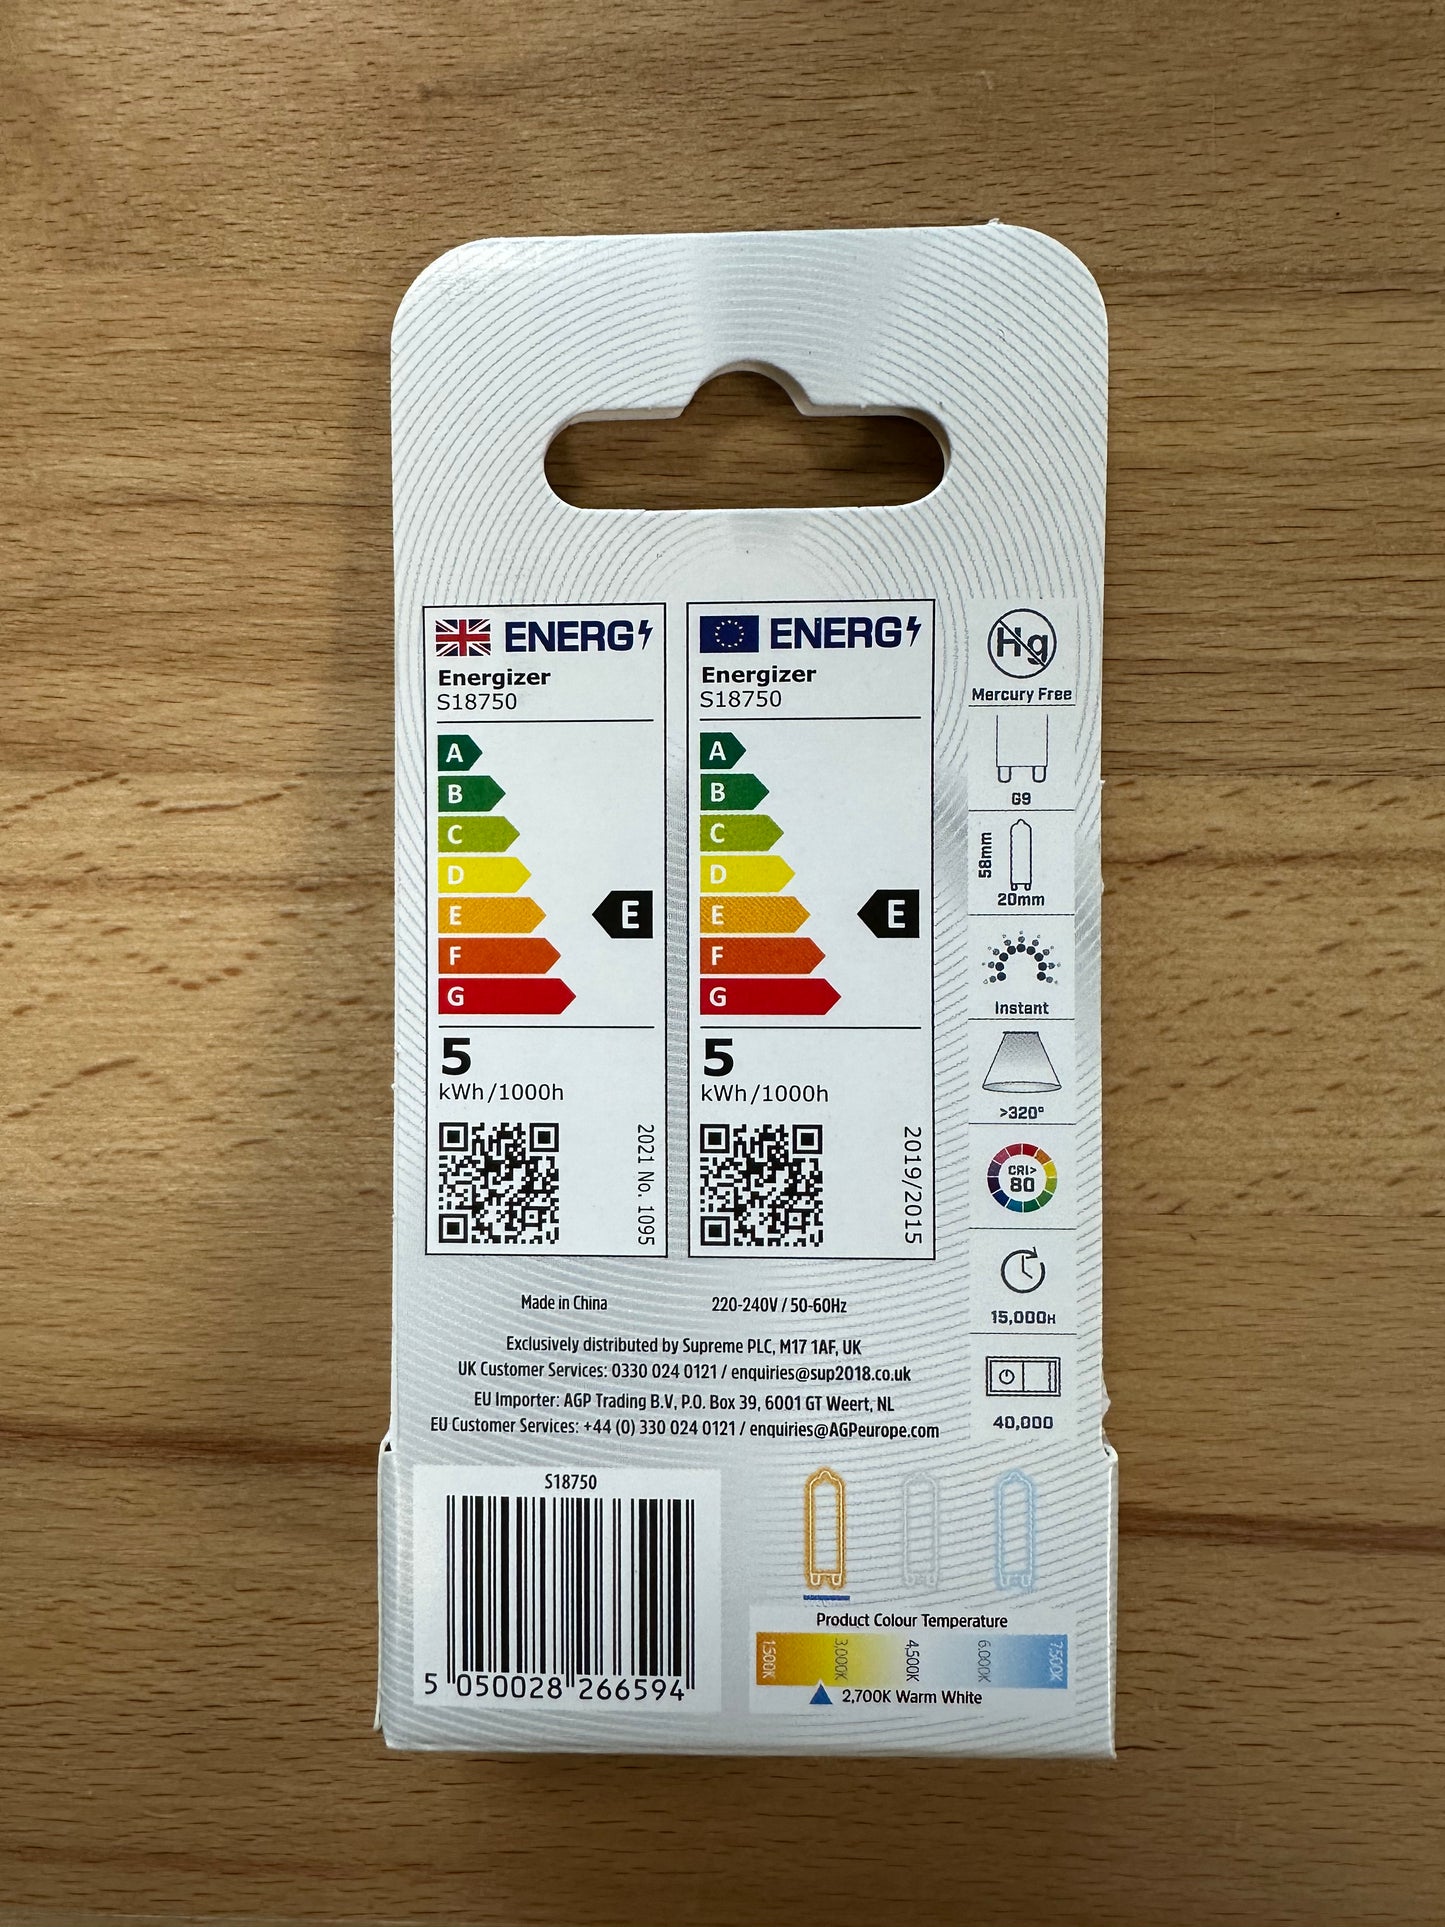 ENERG
Energizer
S18750
A
B
C
D
E
F
G
E
5
kWh/1000h
2021 No. 1095
ENERG
Energizer
S18750
A
B
C
D
E
F
G
E
5
kWh/1000h
2019/2015
Hg
Mercury Free
G9
58mm
20mm
Instant
>320°
CRI>
80
15,000H
40,000
Made in China
220-240V / 50-60Hz
Exclusively distributed by Supreme PLC, M17 1AF, UK
UK Customer Services: 0330 024 0121 / enquiries@sup2018.co.uk
EU Importer: AGP Trading B.V, P.O. Box 39, 6001 GT Weert, NL
EU Customer Services: +44 (0) 330 024 0121 / enquiries@AGPeurope.com
S18750
5 050028 266594
Product Colour Temperature
1,500K 3,000K 4,500K 6,000K 7,500K
2,700K Warm White